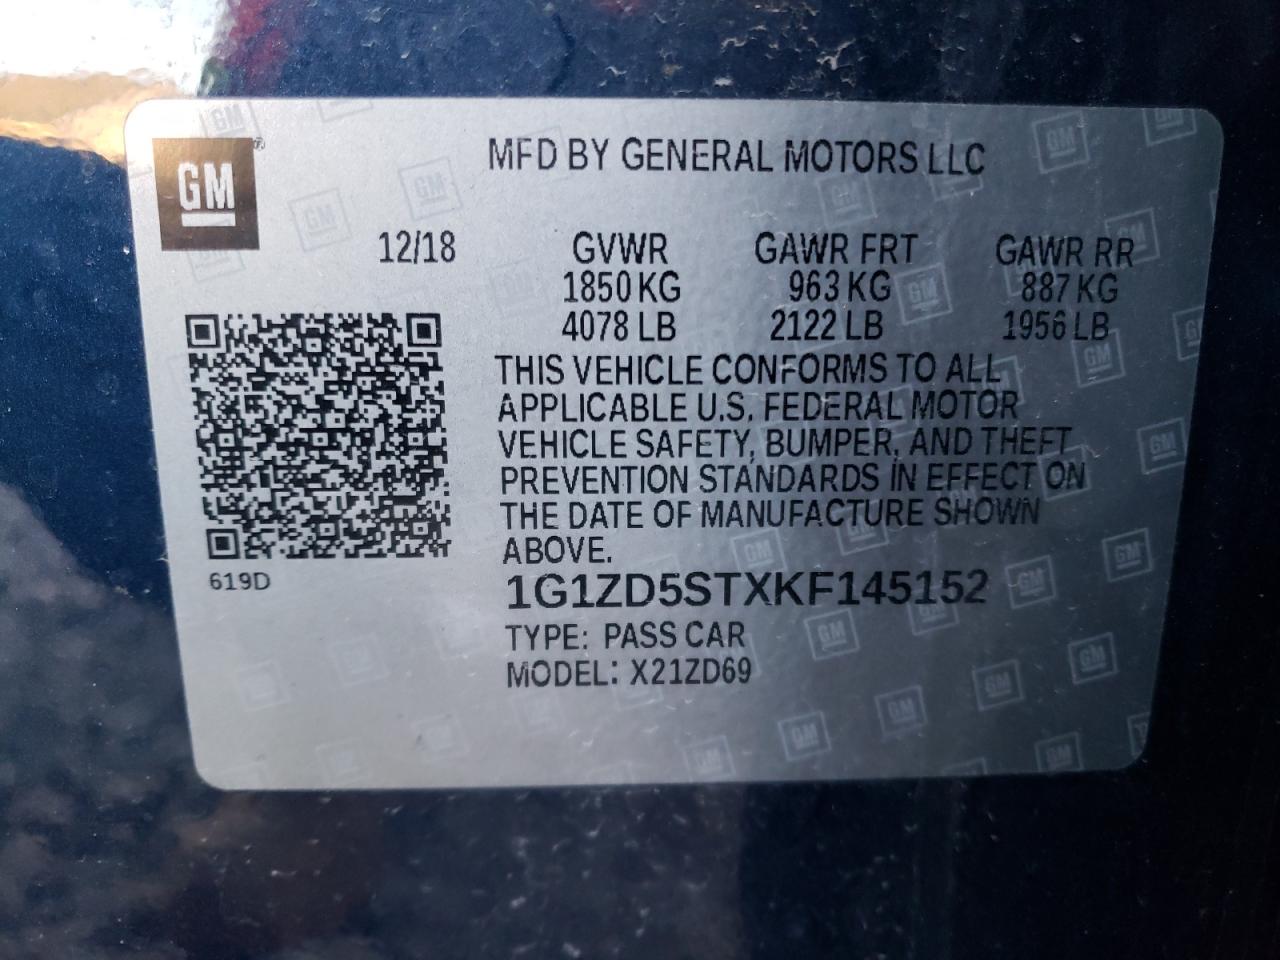 GM
MFD BY GENERAL MOTORS LLC
12/18 GVWR GAWR FRT GAWR RR
1850 KG 963 KG 887 KG
4078 LB 2122 LB 1956 LB
THIS VEHICLE CONFORMS TO ALL
APPLICABLE U.S. FEDERAL MOTOR
VEHICLE SAFETY, BUMPER, AND THEFT
PREVENTION STANDARDS IN EFFECT ON
THE DATE OF MANUFACTURE SHOWN
ABOVE.
619D
1G1ZD5STXKF145152
TYPE: PASS CAR
MODEL: X21ZD69